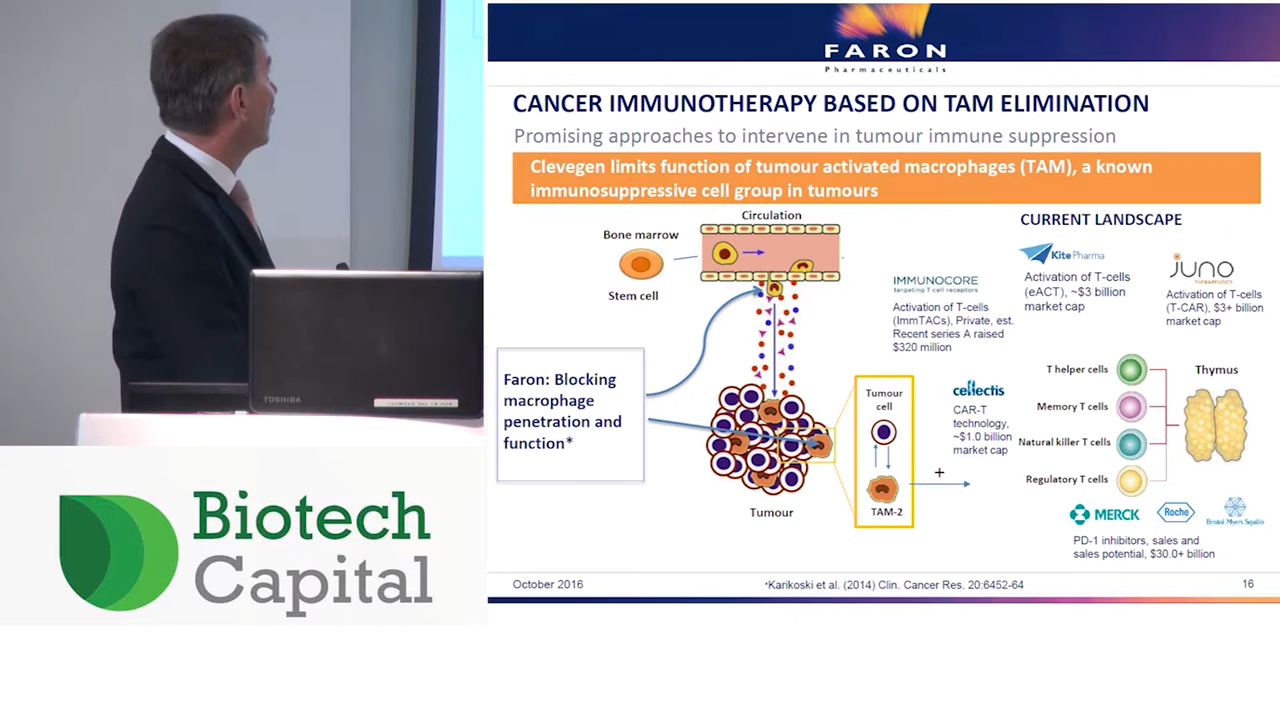 FARON
Pharmaceuticals
CANCER IMMUNOTHERAPY BASED ON TAM ELIMINATION
Promising approaches to intervene in tumour immune suppression
Clevegen limits function of tumour activated macrophages (TAM), a known
immunosuppressive cell group in tumours
Circulation
Bone marrow
Stem cell
Faron: Blocking
macrophage
penetration and
function*
Tumour
Tumour
cell
TAM-2
+
CURRENT LANDSCAPE
IMMUNOCORE
targeting T cell receptors
Activation of T-cells
(ImmTACs), Private, est.
Recent series A raised
$320 million
Kite Pharma
Activation of T-cells
(eACT), ~$3 billion
market cap
JUNO
THERAPEUTICS
Activation of T-cells
(T-CAR), $3+ billion
market cap
cellectis
CAR-T
technology,
~$1.0 billion
market cap
T helper cells
Memory T cells
Natural killer T cells
Regulatory T cells
Thymus
MERCK
Roche
Bristol-Myers Squibb
PD-1 inhibitors, sales and
sales potential, $30.0+ billion
October 2016
*Karikoski et al. (2014) Clin. Cancer Res. 20:6452-64
16
TOSHIBA
Biotech
Capital